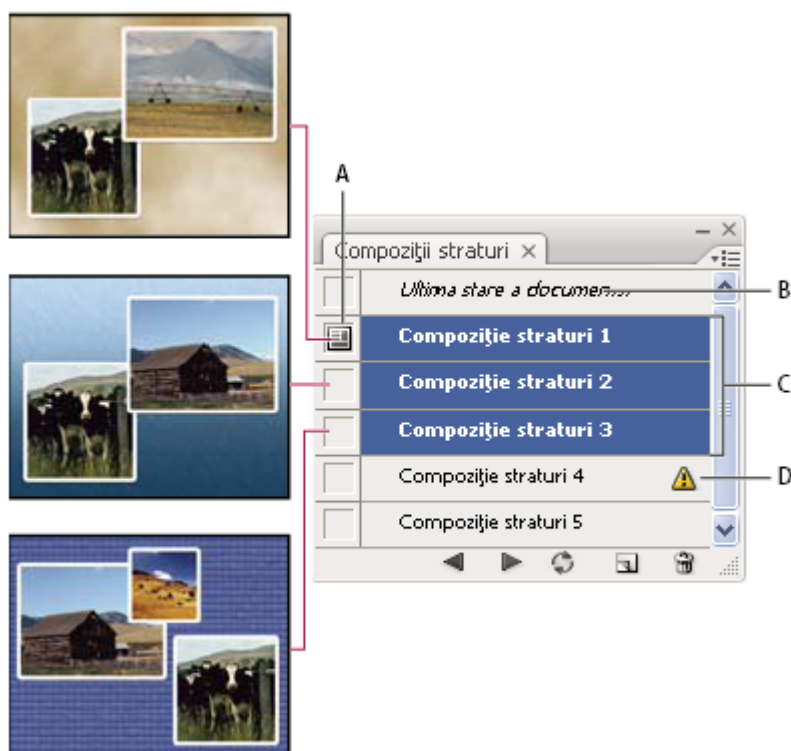 A
Compoziţii straturi
Ultima stare a
B
Compoziţie straturi 1
Compoziţie straturi 2
C
Compoziţie straturi 3
Compoziţie straturi 4
D
Compoziţie straturi 5